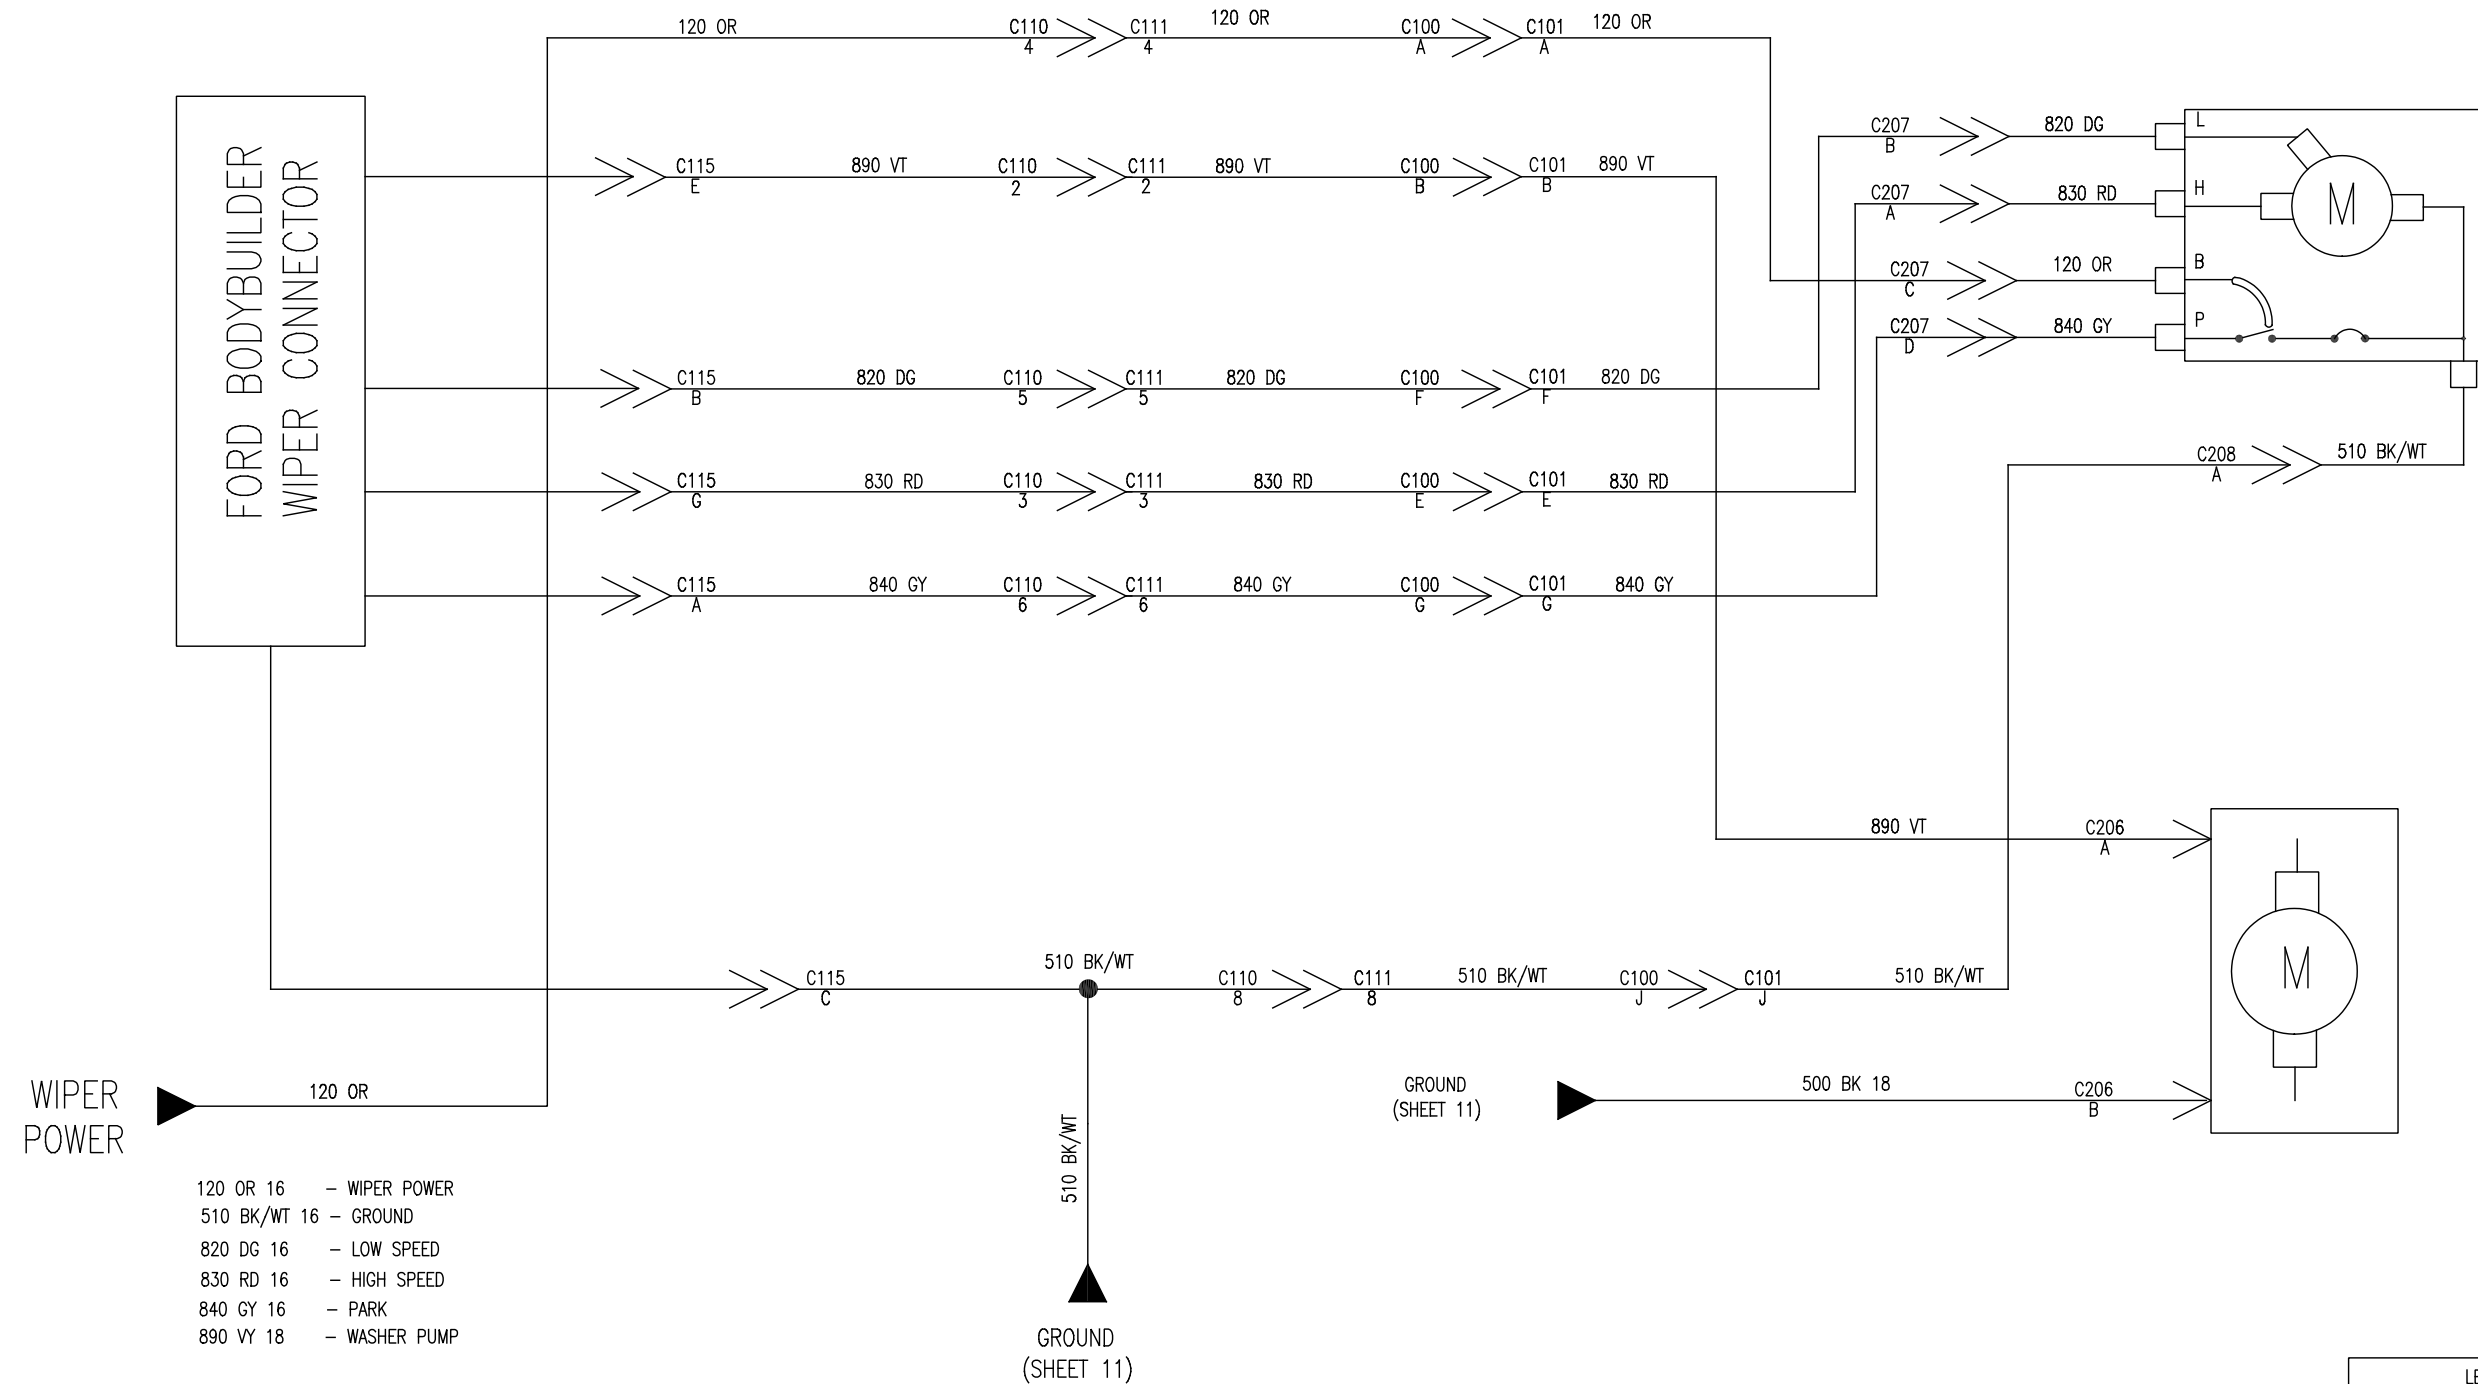 120 OR
C110
4
C111
4
120 OR
C100
A
C101
A
120 OR
FORD BODYBUILDER
WIPER CONNECTOR
C115
E
890 VT
C110
2
C111
2
890 VT
C100
B
C101
B
890 VT
C207
B
820 DG
L
C207
A
830 RD
H
M
C207
C
120 OR
B
C207
D
840 GY
P
C115
B
820 DG
C110
5
C111
5
820 DG
C100
F
C101
F
820 DG
C208
A
510 BK/WT
C115
G
830 RD
C110
3
C111
3
830 RD
C100
E
C101
E
830 RD
C115
A
840 GY
C110
6
C111
6
840 GY
C100
G
C101
G
840 GY
890 VT
C206
A
M
C115
C
510 BK/WT
C110
8
C111
8
510 BK/WT
C100
J
C101
J
510 BK/WT
WIPER
POWER
120 OR
510 BK/WT
GROUND
(SHEET 11)
500 BK 18
C206
B
120 OR 16 - WIPER POWER
510 BK/WT 16 - GROUND
820 DG 16 - LOW SPEED
830 RD 16 - HIGH SPEED
840 GY 16 - PARK
890 VY 18 - WASHER PUMP
GROUND
(SHEET 11)